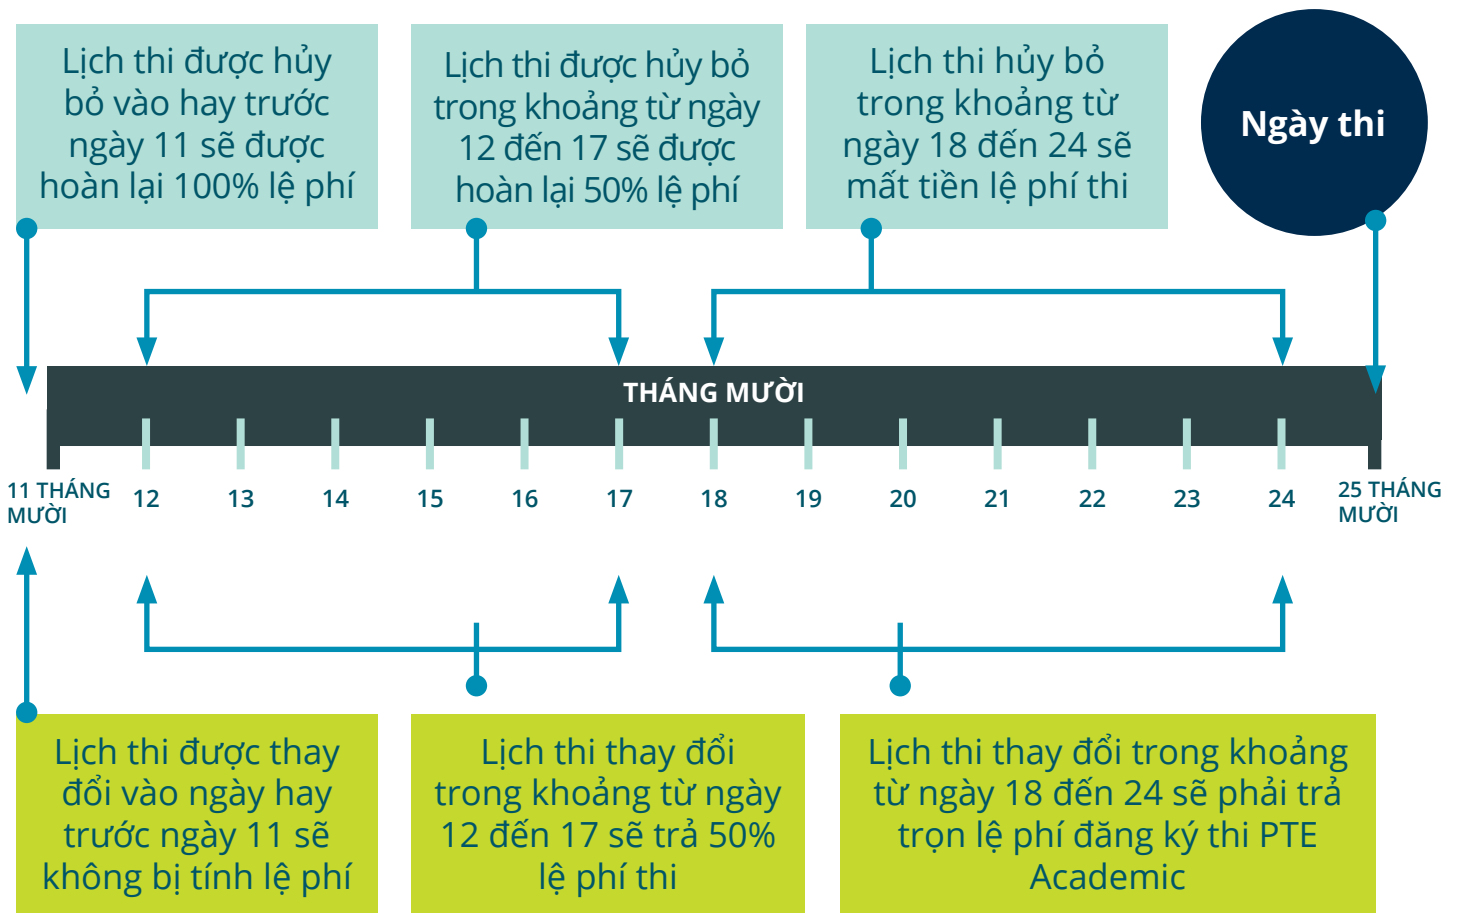 Lịch thi được hủy
bỏ vào hay trước
ngày 11 sẽ được
hoàn lại 100% lệ phí
Lịch thi được hủy bỏ
trong khoảng từ ngày
12 đến 17 sẽ được
hoàn lại 50% lệ phí
Lịch thi hủy bỏ
trong khoảng từ
ngày 18 đến 24 sẽ
mất tiền lệ phí thi
Ngày thi
THÁNG MƯỜI
11 THÁNG
MƯỜI
12
13
14
15
16
17
18
19
20
21
22
23
24
25 THÁNG
MƯỜI
Lịch thi được thay
đổi vào ngày hay
trước ngày 11 sẽ
không bị tính lệ phí
Lịch thi thay đổi
trong khoảng từ ngày
12 đến 17 sẽ trả 50%
lệ phí thi
Lịch thi thay đổi trong khoảng
từ ngày 18 đến 24 sẽ phải trả
trọn lệ phí đăng ký thi PTE
Academic